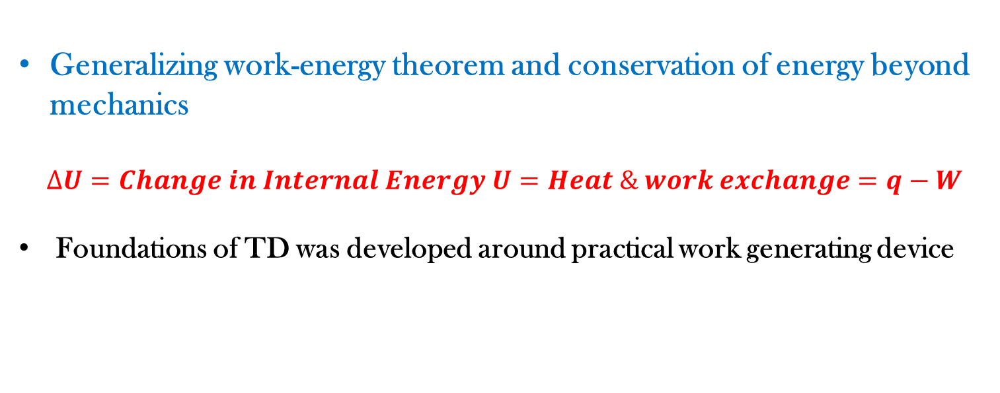 • Generalizing work-energy theorem and conservation of energy beyond
mechanics
ΔU = Change in Internal Energy U = Heat & work exchange = q − W
• Foundations of TD was developed around practical work generating device